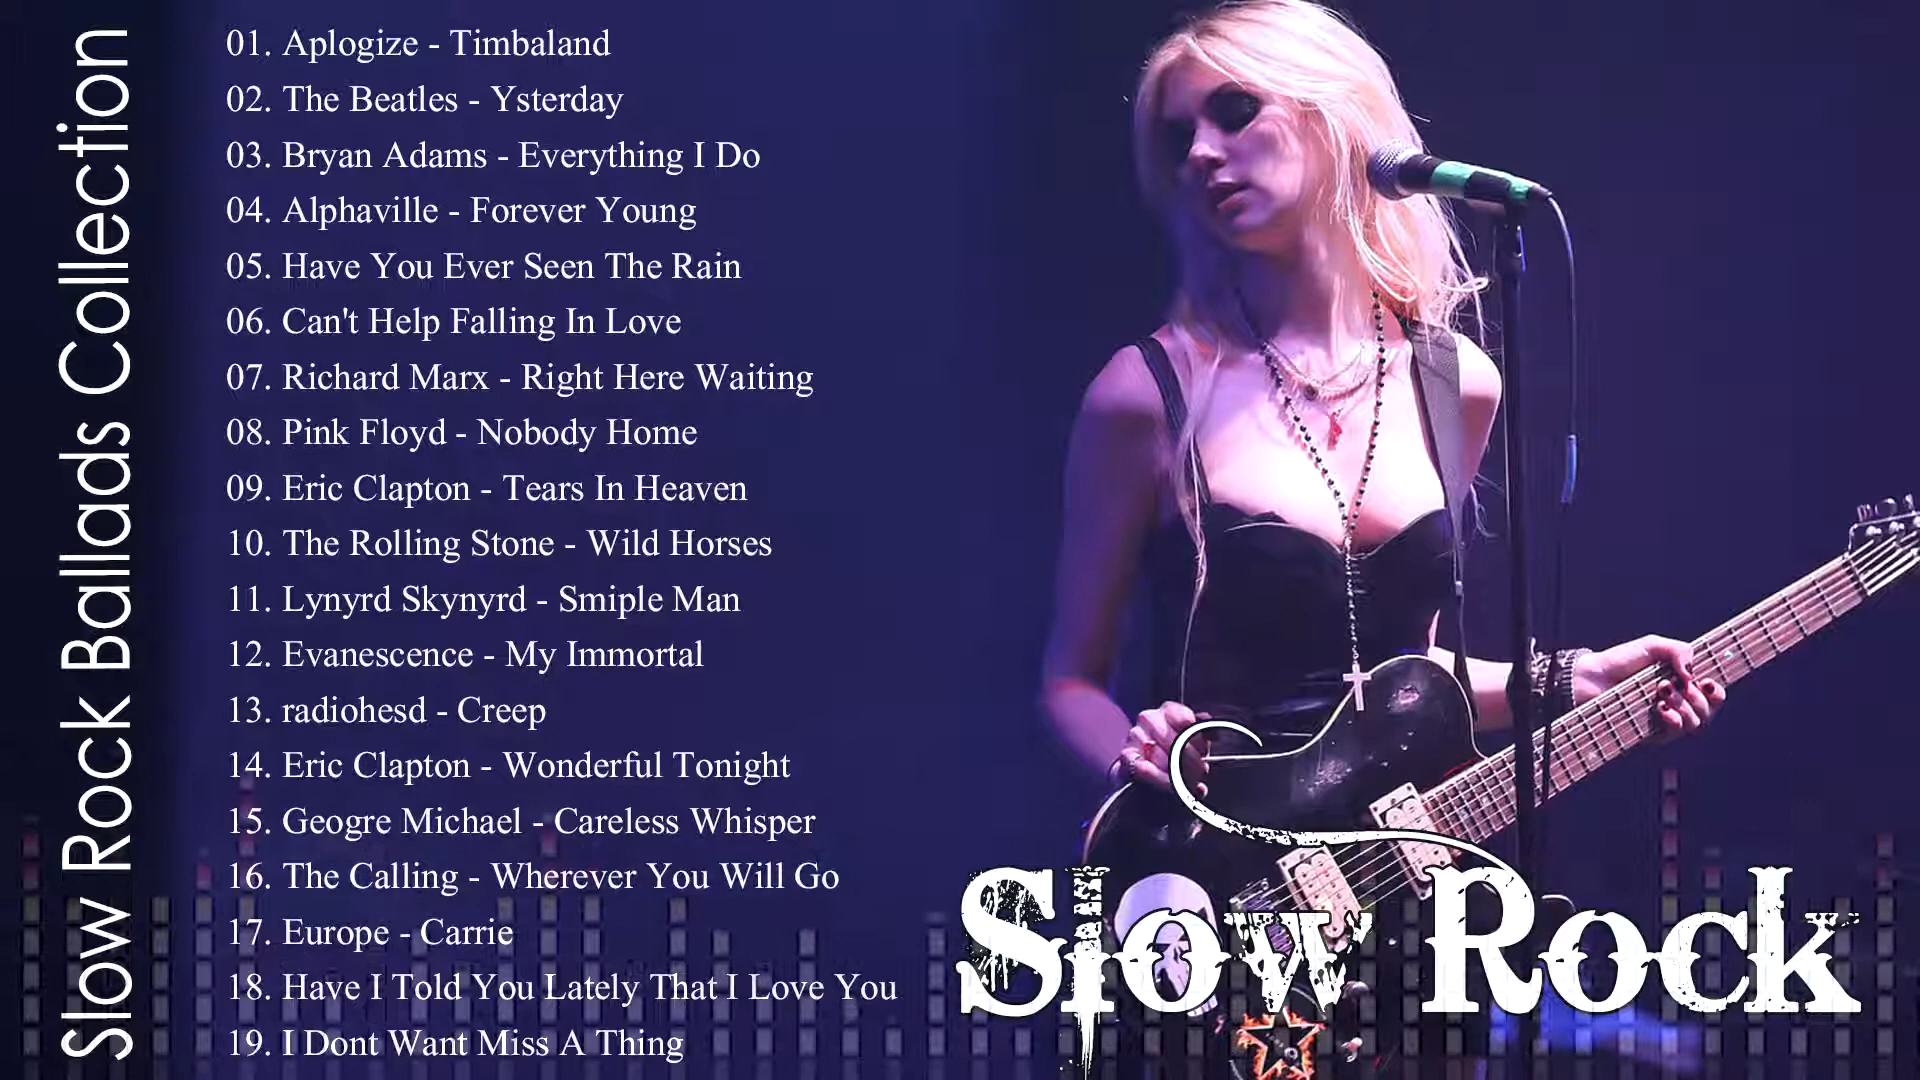 Slow Rock Ballads Collection
01. Aplogize - Timbaland
02. The Beatles - Ysterday
03. Bryan Adams - Everything I Do
04. Alphaville - Forever Young
05. Have You Ever Seen The Rain
06. Can't Help Falling In Love
07. Richard Marx - Right Here Waiting
08. Pink Floyd - Nobody Home
09. Eric Clapton - Tears In Heaven
10. The Rolling Stone - Wild Horses
11. Lynyrd Skynyrd - Smiple Man
12. Evanescence - My Immortal
13. radiohesd - Creep
14. Eric Clapton - Wonderful Tonight
15. Geogre Michael - Careless Whisper
16. The Calling - Wherever You Will Go
17. Europe - Carrie
18. Have I Told You Lately That I Love You
19. I Dont Want Miss A Thing
Slow Rock